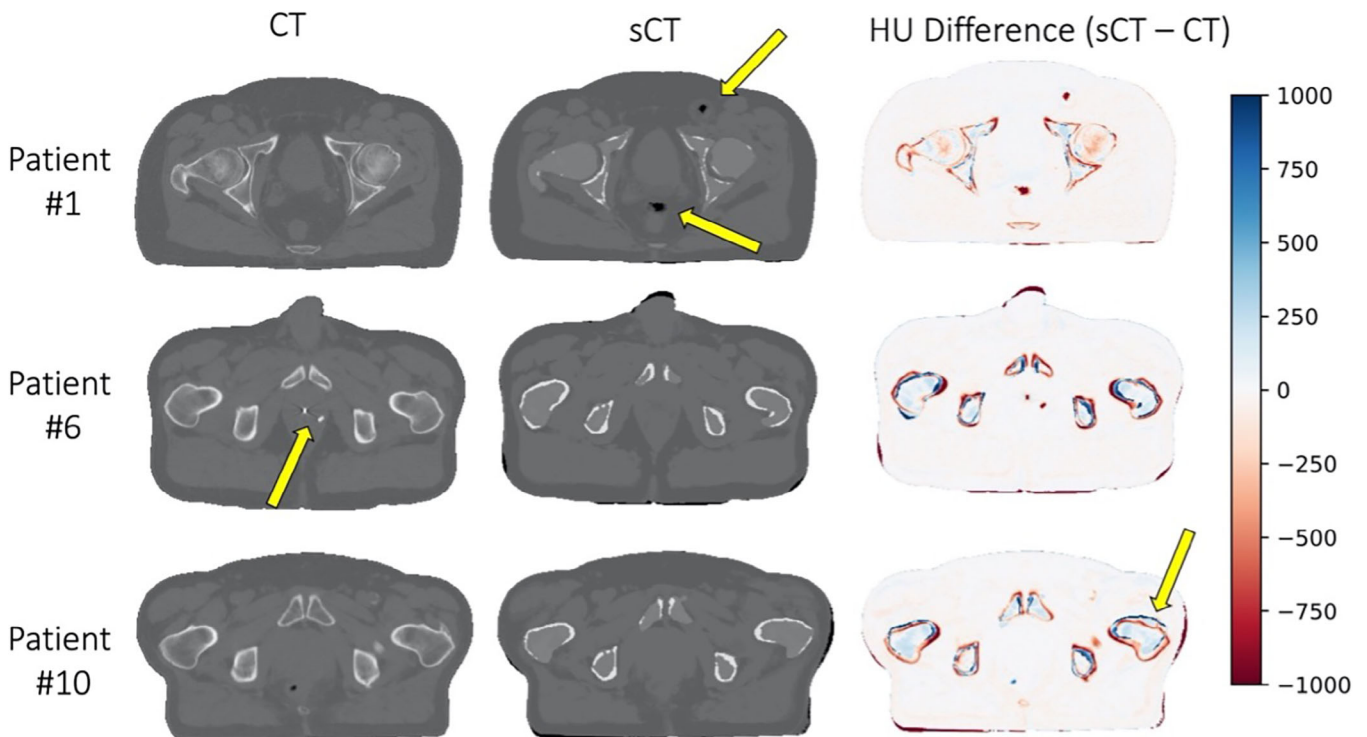 CT
sCT
HU Difference (sCT – CT)
Patient
#1
Patient
#6
Patient
#10
1000
750
500
250
0
−250
−500
−750
−1000